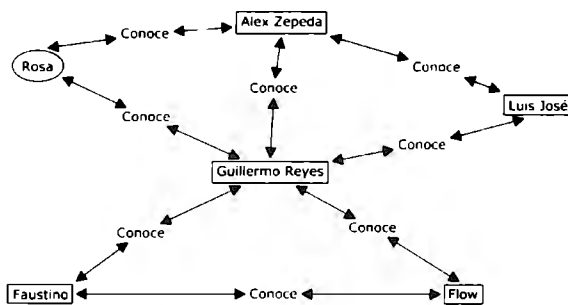 Alex Zepeda
Conoce
Rosa
Conoce
Conoce
Luis José
Conoce
Conoce
Guillermo Reyes
Conoce
Conoce
Faustino
Conoce
Flow